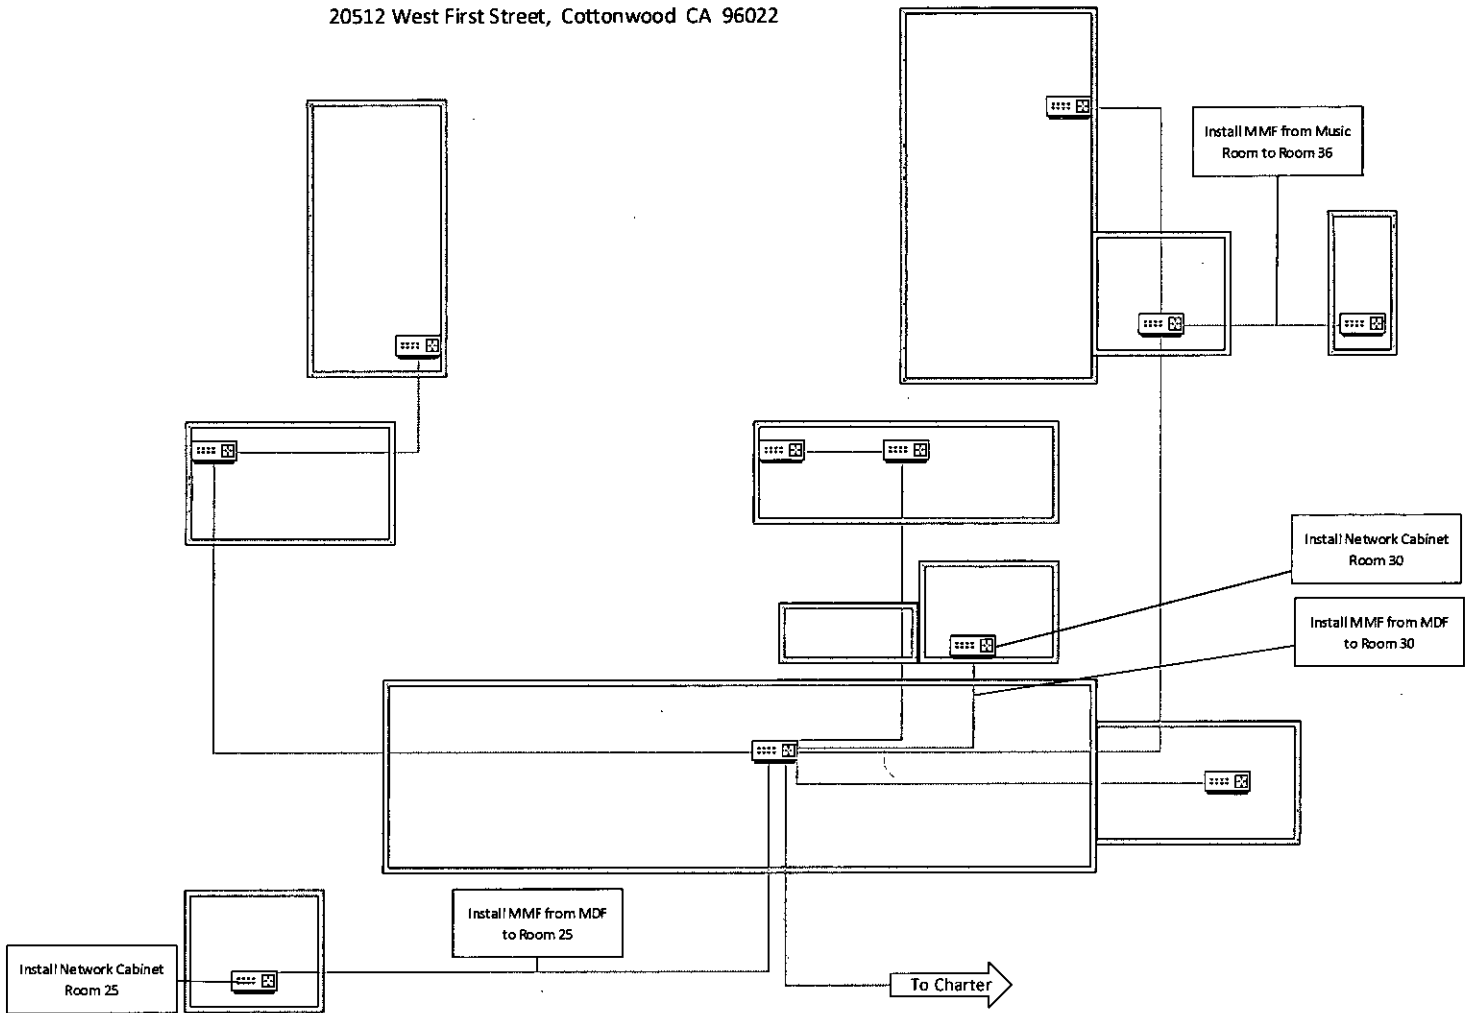 20512 West First Street, Cottonwood CA 96022
Install MMF from Music
Room to Room 36
Install Network Cabinet
Room 30
Install MMF from MDF
to Room 30
Install MMF from MDF
to Room 25
Install Network Cabinet
Room 25
To Charter